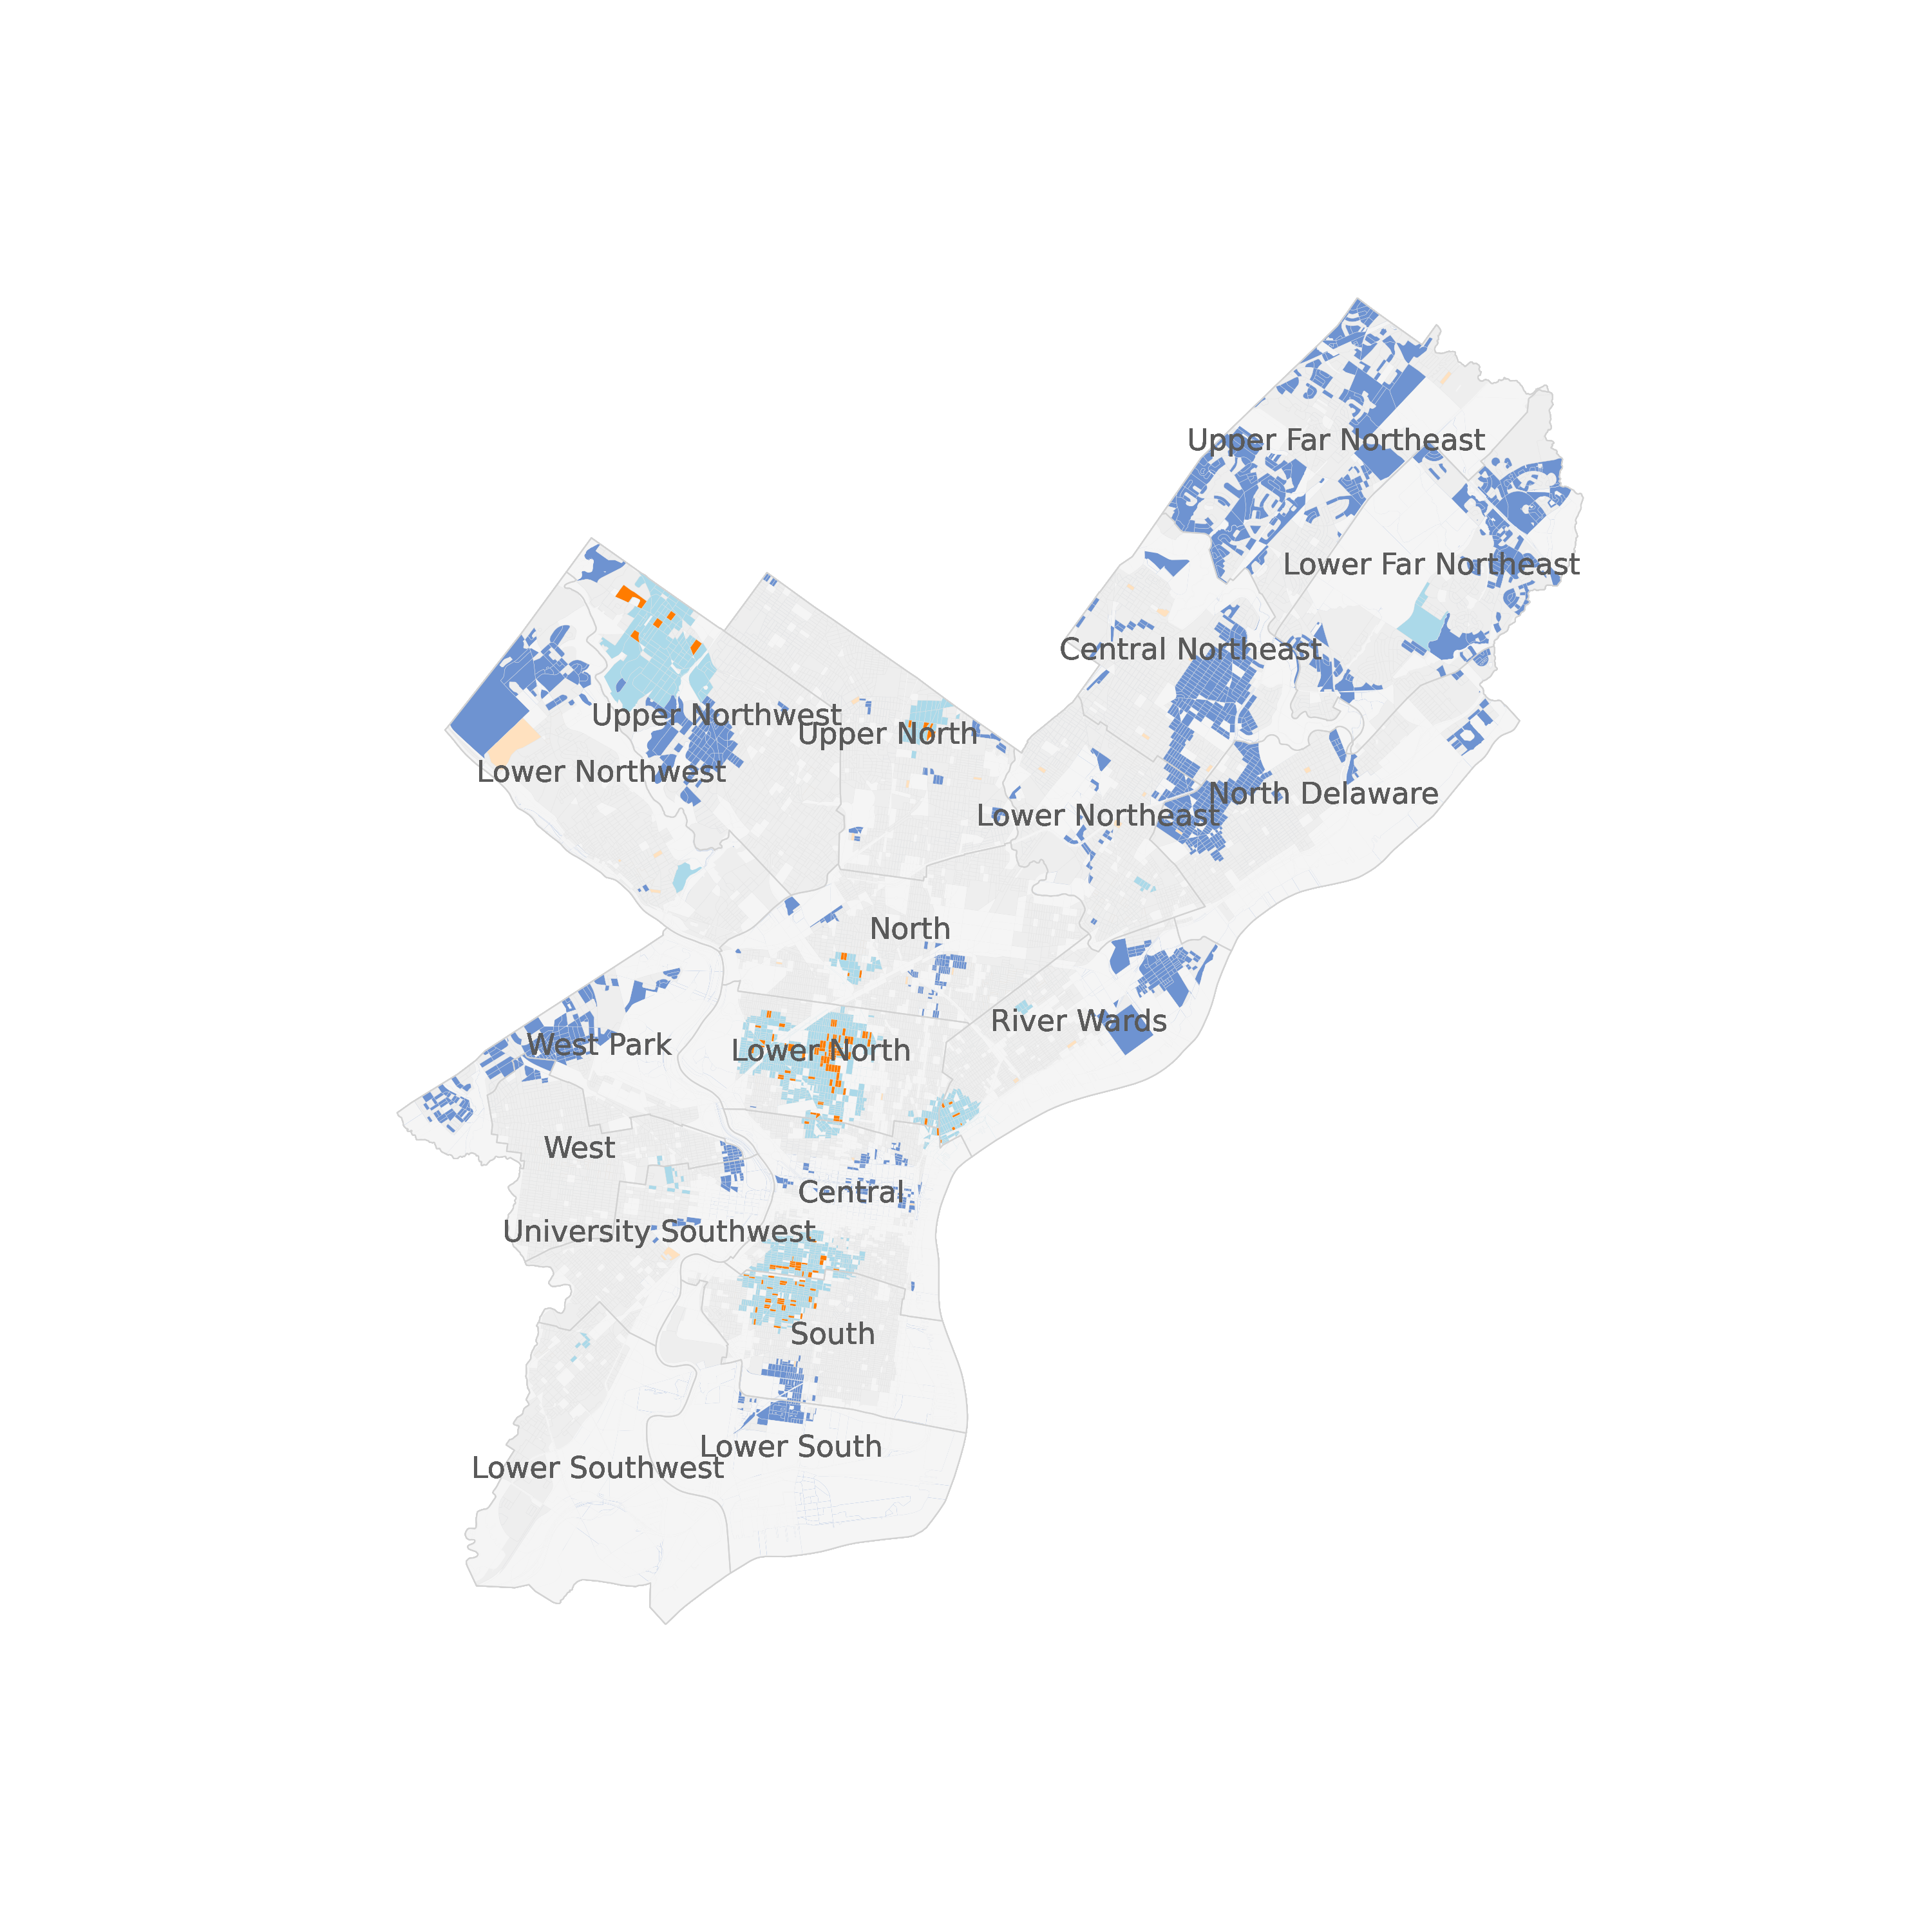 Upper Far Northeast
Lower Far Northeast
Central Northeast
Upper Northwest
Upper North
Lower Northwest
North Delaware
Lower Northeast
North
River Wards
West Park
Lower North
West
Central
University Southwest
South
Lower South
Lower Southwest